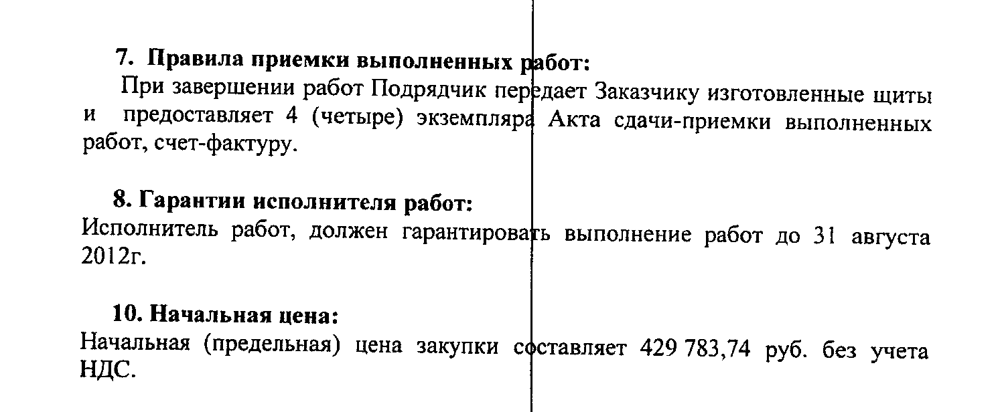 7. Правила приемки выполненных работ:
При завершении работ Подрядчик передает Заказчику изготовленные щиты
и предоставляет 4 (четыре) экземпляра Акта сдачи-приемки выполненных
работ, счет-фактуру.
8. Гарантии исполнителя работ:
Исполнитель работ, должен гарантировать выполнение работ до 31 августа
2012г.
10. Начальная цена:
Начальная (предельная) цена закупки составляет 429 783,74 руб. без учета
НДС.